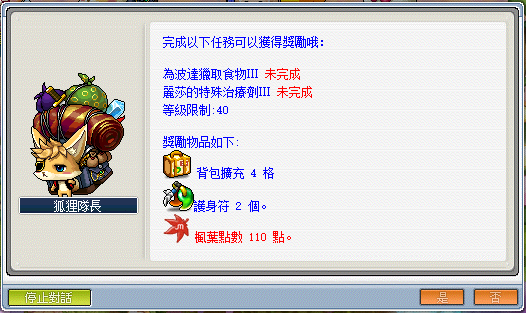 完成以下任務可以獲得獎勵哦:
為波達獵取食物III 未完成
麗莎的特殊治療劑III 未完成
等級限制:40
獎勵物品如下:
背包擴充 4 格
護身符 2 個。
楓葉點數 110 點。
狐狸隊長
停止對話
是
否